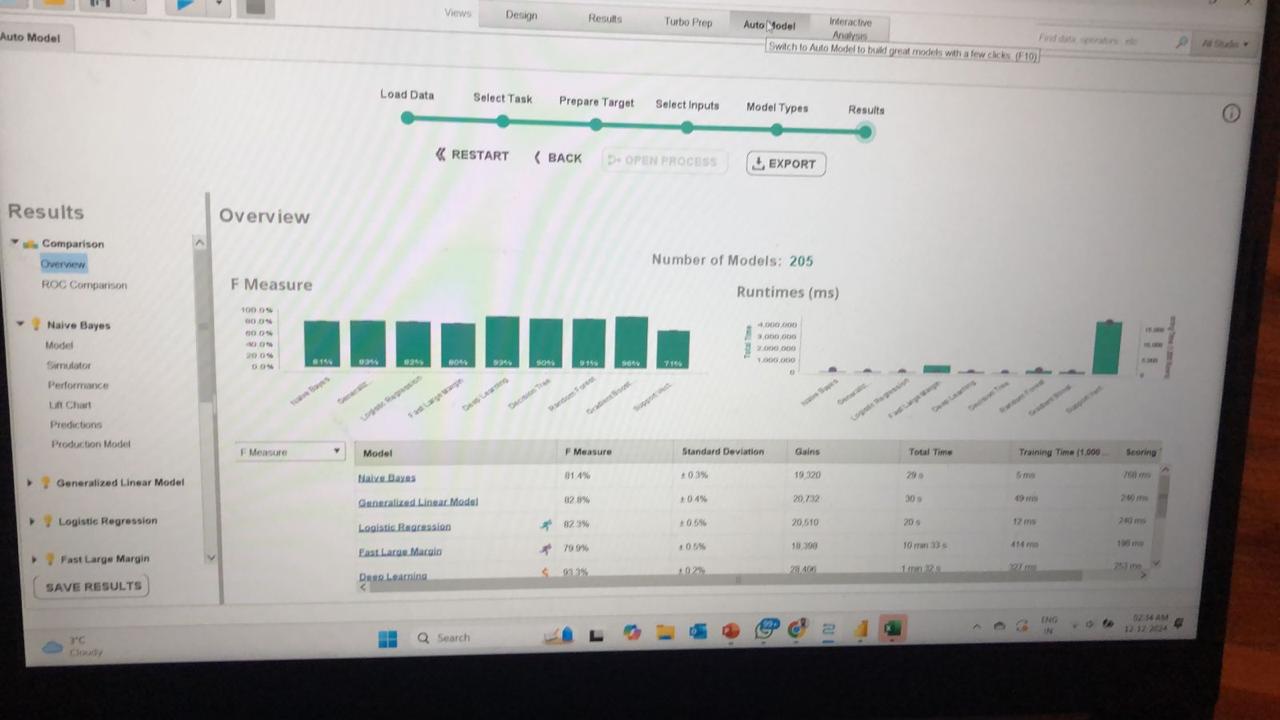 Views
Design
Results
Turbo Prep
Auto Model
Interactive
Analysis
Find data, operators...etc
All Studio
Auto Model
Switch to Auto Model to build great models with a few clicks. (F10)
Load Data
Select Task
Prepare Target
Select Inputs
Model Types
Results
RESTART
BACK
OPEN PROCESS
EXPORT
Results
Comparison
Overview
ROC Comparison
Naive Bayes
Model
Simulator
Performance
Lift Chart
Predictions
Production Model
Generalized Linear Model
Logistic Regression
Fast Large Margin
SAVE RESULTS
Overview
Number of Models: 205
F Measure
100.0%
80.0%
60.0%
40.0%
20.0%
0.0%
81% 83% 82% 80% 93% 90% 91% 96% 71%
Naive Bayes
Generaliz...
Logistic Regression
Fast Large Margin
Deep Learning
Decision Tree
Random Forest
Gradient Boost...
Support Vect...
Runtimes (ms)
Total Time
4,000,000
3,000,000
2,000,000
1,000,000
0
15,000
10,000
5,000
0
Naive Bayes
Generaliz...
Logistic Regression
Fast Large Margin
Deep Learning
Decision Tree
Random Forest
Gradient Boost...
Support Vect...
F Measure
Model F Measure Standard Deviation Gains Total Time Training Time (1,000 ... Scoring
Naive Bayes 81.4% ± 0.3% 19,320 29 s 5 ms 768 ms
Generalized Linear Model 82.8% ± 0.4% 20,732 30 s 49 ms 246 ms
Logistic Regression 82.3% ± 0.5% 20,510 20 s 12 ms 240 ms
Fast Large Margin 79.9% ± 0.5% 18,398 10 min 33 s 414 ms 196 ms
Deep Learning 93.3% ± 0.2% 28,406 1 min 32 s 327 ms 253 ms
3°C
Cloudy
Search
99+
ENG
IN
02:54 AM
12-12-2024